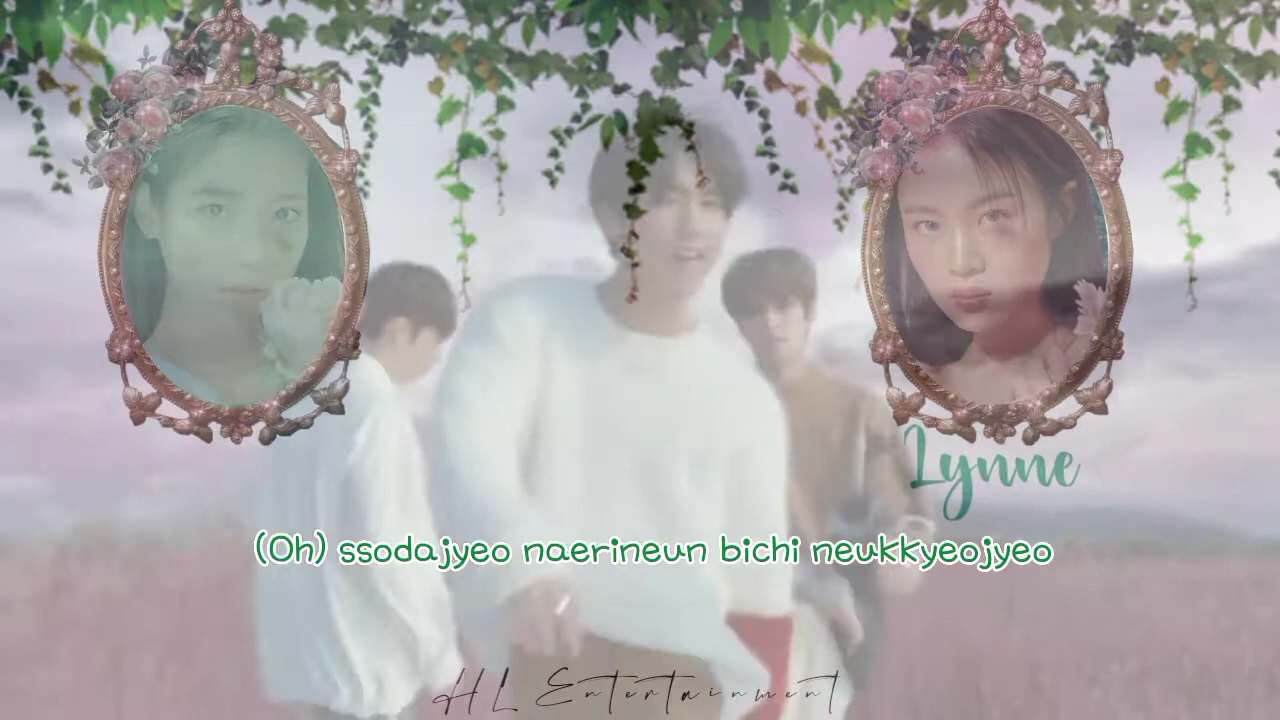 Lynne
(Oh) ssodajyeo naerineun bichi neukkyeojyeo
HL Entertainment